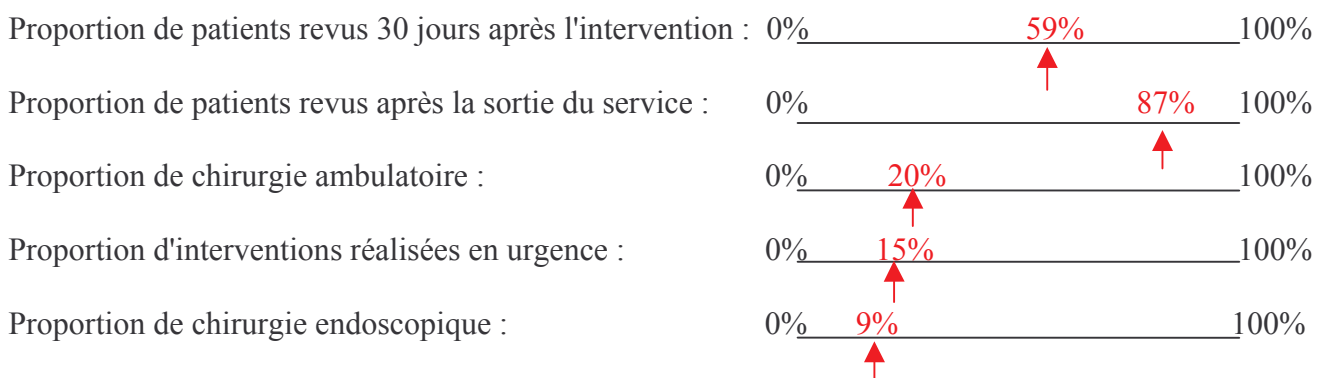 Proportion de patients revus 30 jours après l'intervention : 0% 59% 100%
Proportion de patients revus après la sortie du service : 0% 87% 100%
Proportion de chirurgie ambulatoire : 0% 20% 100%
Proportion d'interventions réalisées en urgence : 0% 15% 100%
Proportion de chirurgie endoscopique : 0% 9% 100%